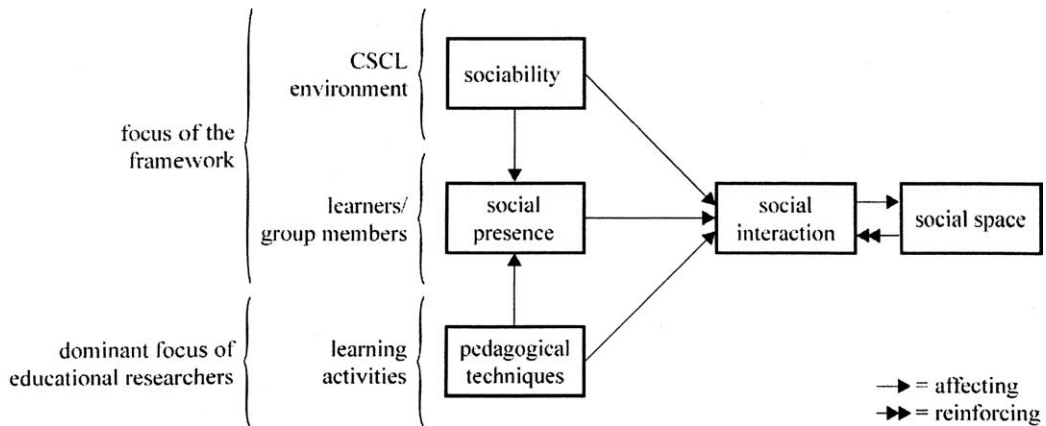 CSCL
environment
sociability
focus of the
framework
learners/
group members
social
presence
social
interaction
social space
dominant focus of
educational researchers
learning
activities
pedagogical
techniques
= affecting
= reinforcing